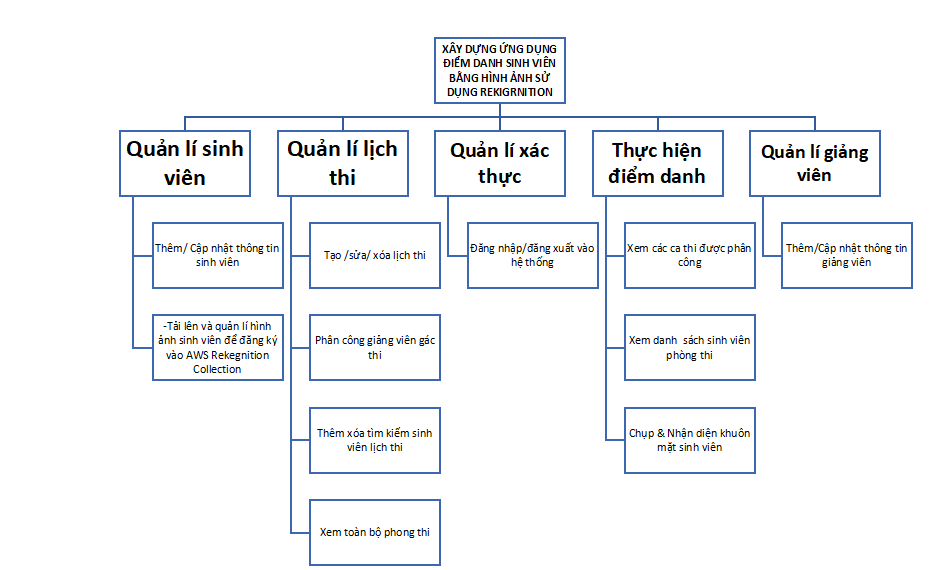 XÂY DỰNG ỨNG DỤNG
ĐIỂM DANH SINH VIÊN
BẰNG HÌNH ẢNH SỬ
DỤNG REKIGRNITION
Quản lí sinh
viên
Quản lí lịch
thi
Quản lí xác
thực
Thực hiện
điểm danh
Quản lí giảng
viên
Thêm/ Cập nhật thông tin
sinh viên
Tạo /sửa/ xóa lịch thi
Đăng nhập/đăng xuất vào
hệ thống
Xem các ca thi được phân
công
Thêm/Cập nhật thông tin
giảng viên
-Tải lên và quản lí hình
ảnh sinh viên để đăng ký
vào AWS Rekegnition
Collection
Phân công giảng viên gác
thi
Xem danh  sách sinh viên
phòng thi
Thêm xóa tìm kiếm sinh
viên lịch thi
Chụp & Nhận diện khuôn
mặt sinh viên
Xem toàn bộ phong thi